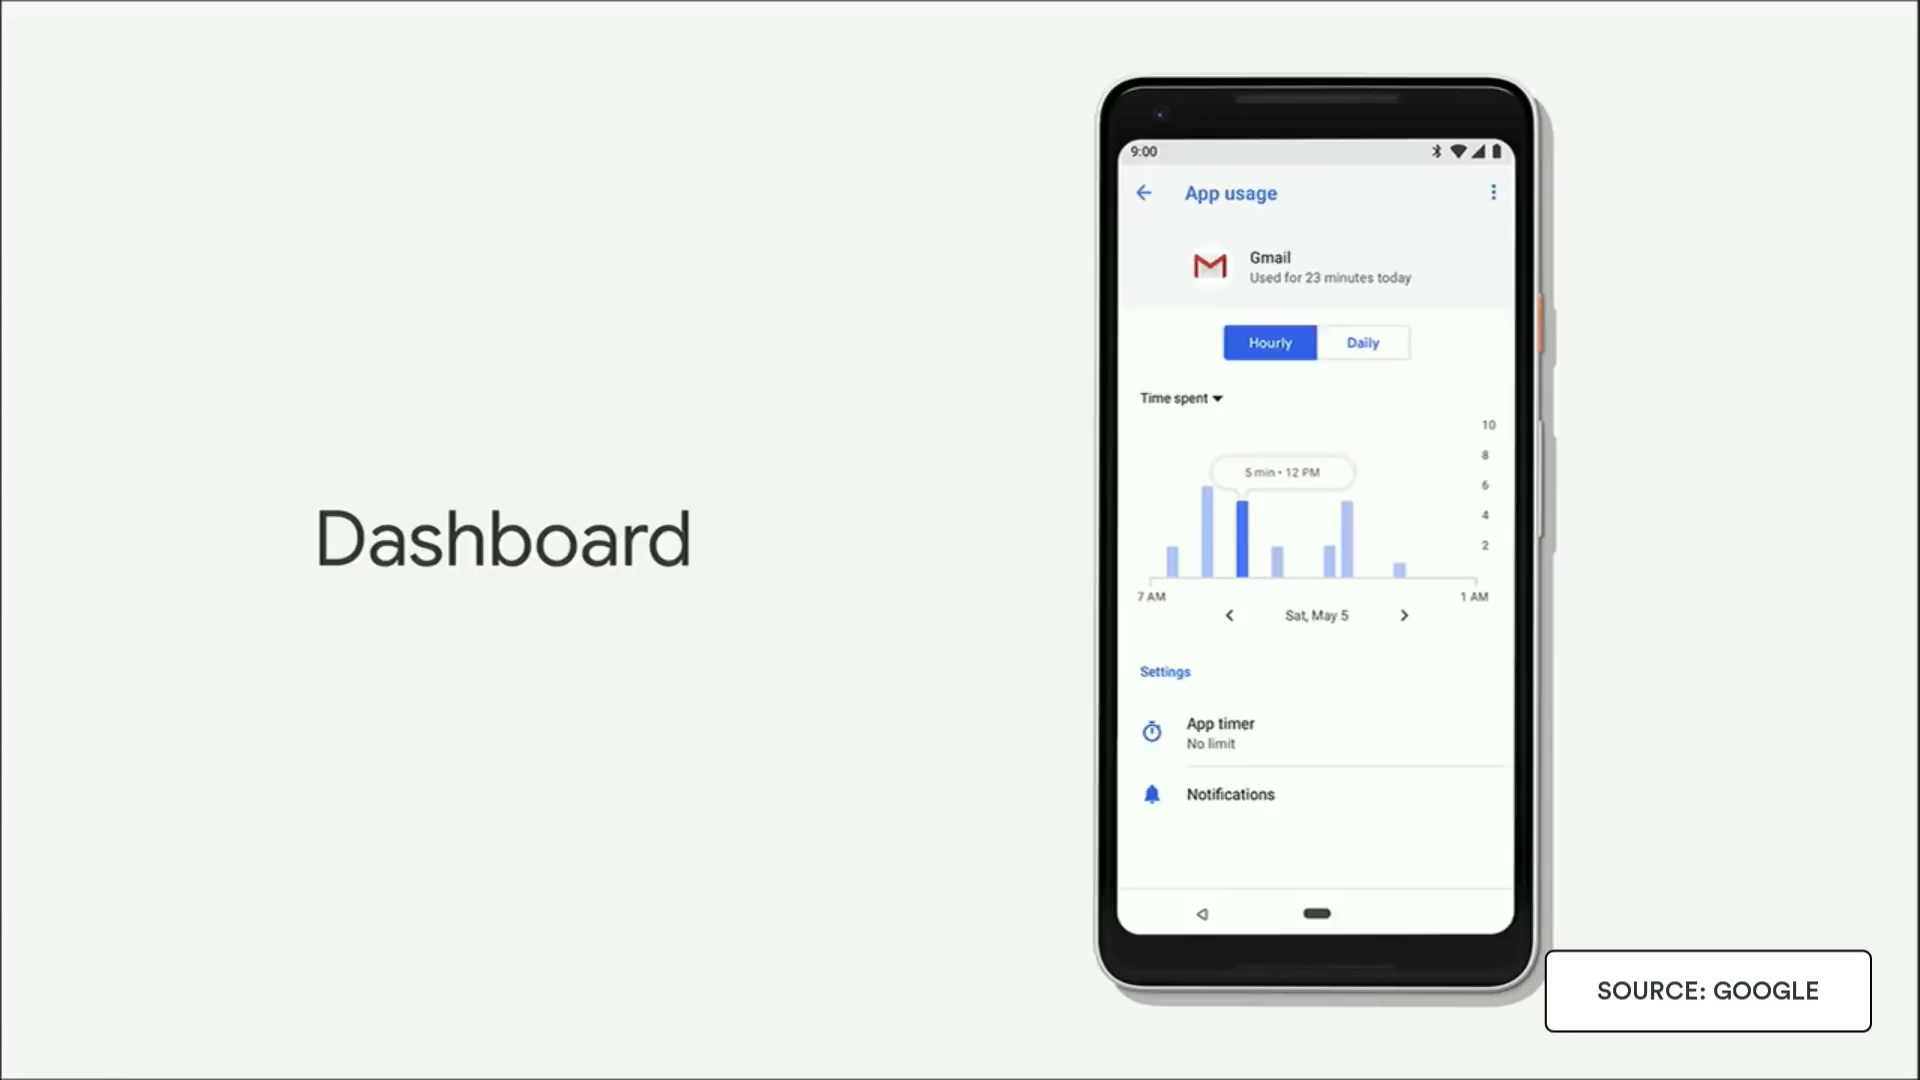 Dashboard
9:00
App usage
Gmail
Used for 23 minutes today
Hourly Daily
Time spent
10
8
6
4
2
5 min • 12 PM
7 AM 1 AM
Sat, May 5
Settings
App timer
No limit
Notifications
SOURCE: GOOGLE